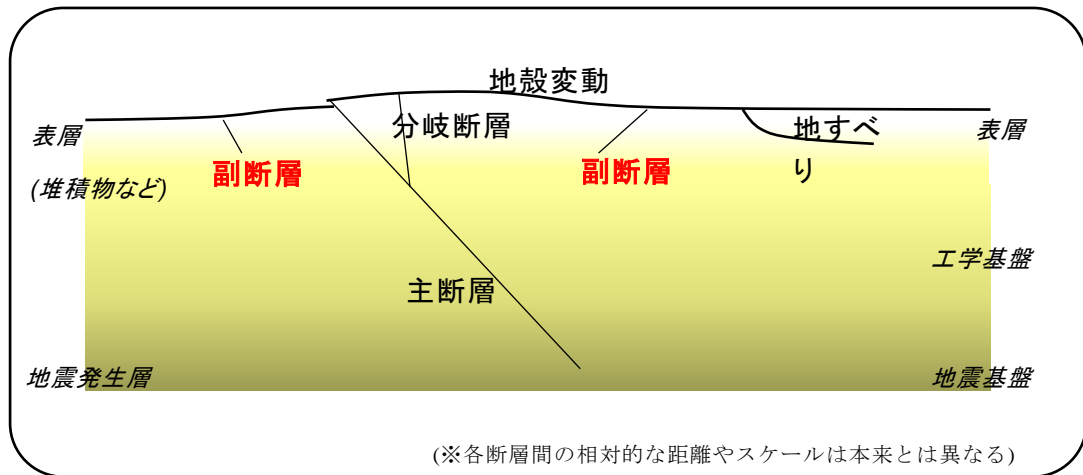 地殻変動
分岐断層
地すべ
り
表層
表層
副断層
副断層
(堆積物など)
工学基盤
主断層
地震発生層
地震基盤
(※各断層間の相対的な距離やスケールは本来とは異なる)